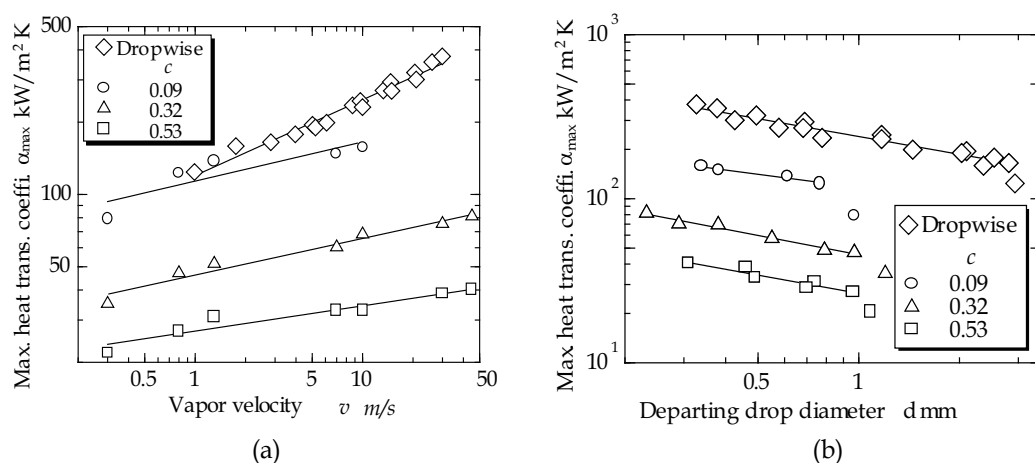 500
Dropwise
c
0.09
0.32
0.53
100
50
0.5 1 5 10 50
Vapor velocity v m/s
Max. heat trans. coeffi. αmax kW/m² K
(a)
10³
10²
10¹
Dropwise
c
0.09
0.32
0.53
0.5 1
Departing drop diameter d mm
Max heat trans. coeffi. αmax kW/m² K
(b)